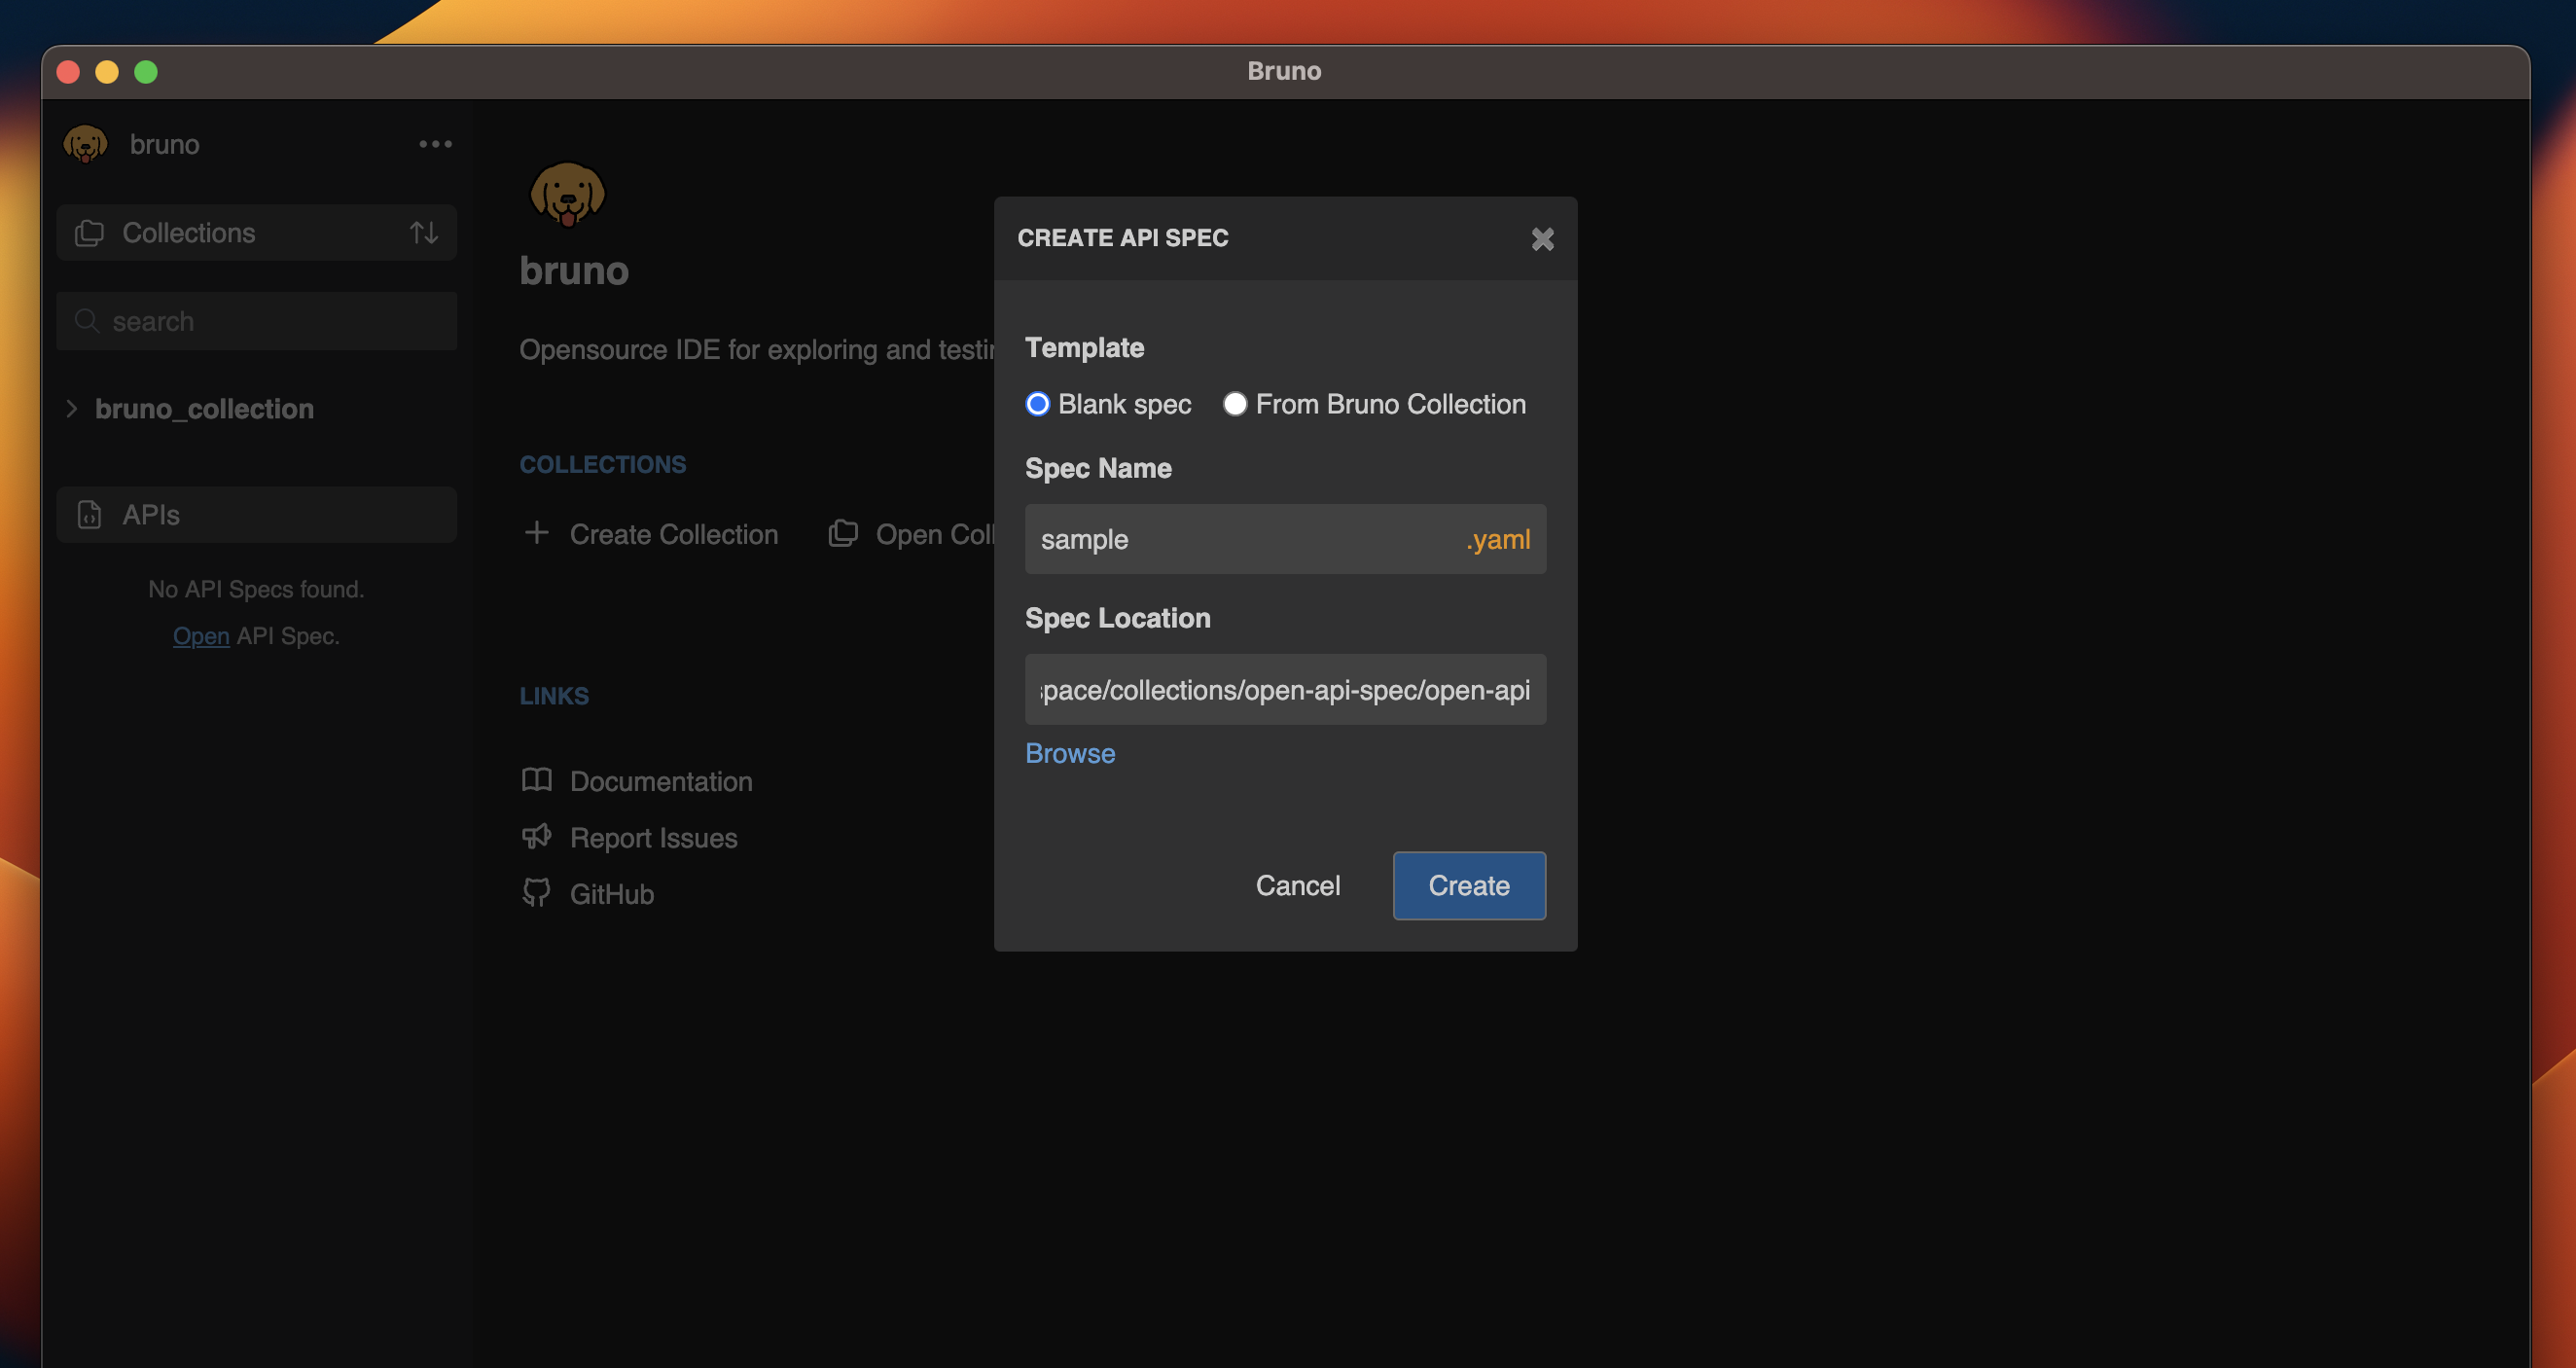 Bruno
bruno
Collections
search
bruno_collection
APIs
No API Specs found.
Open API Spec.
bruno
Opensource IDE for exploring and
COLLECTIONS
Create Collection
Open
LINKS
Documentation
Report Issues
GitHub
CREATE API SPEC
Template
Blank spec
From Bruno Collection
Spec Name
sample .yaml
Spec Location
pace/collections/open-api-spec/open-api
Browse
Cancel
Create